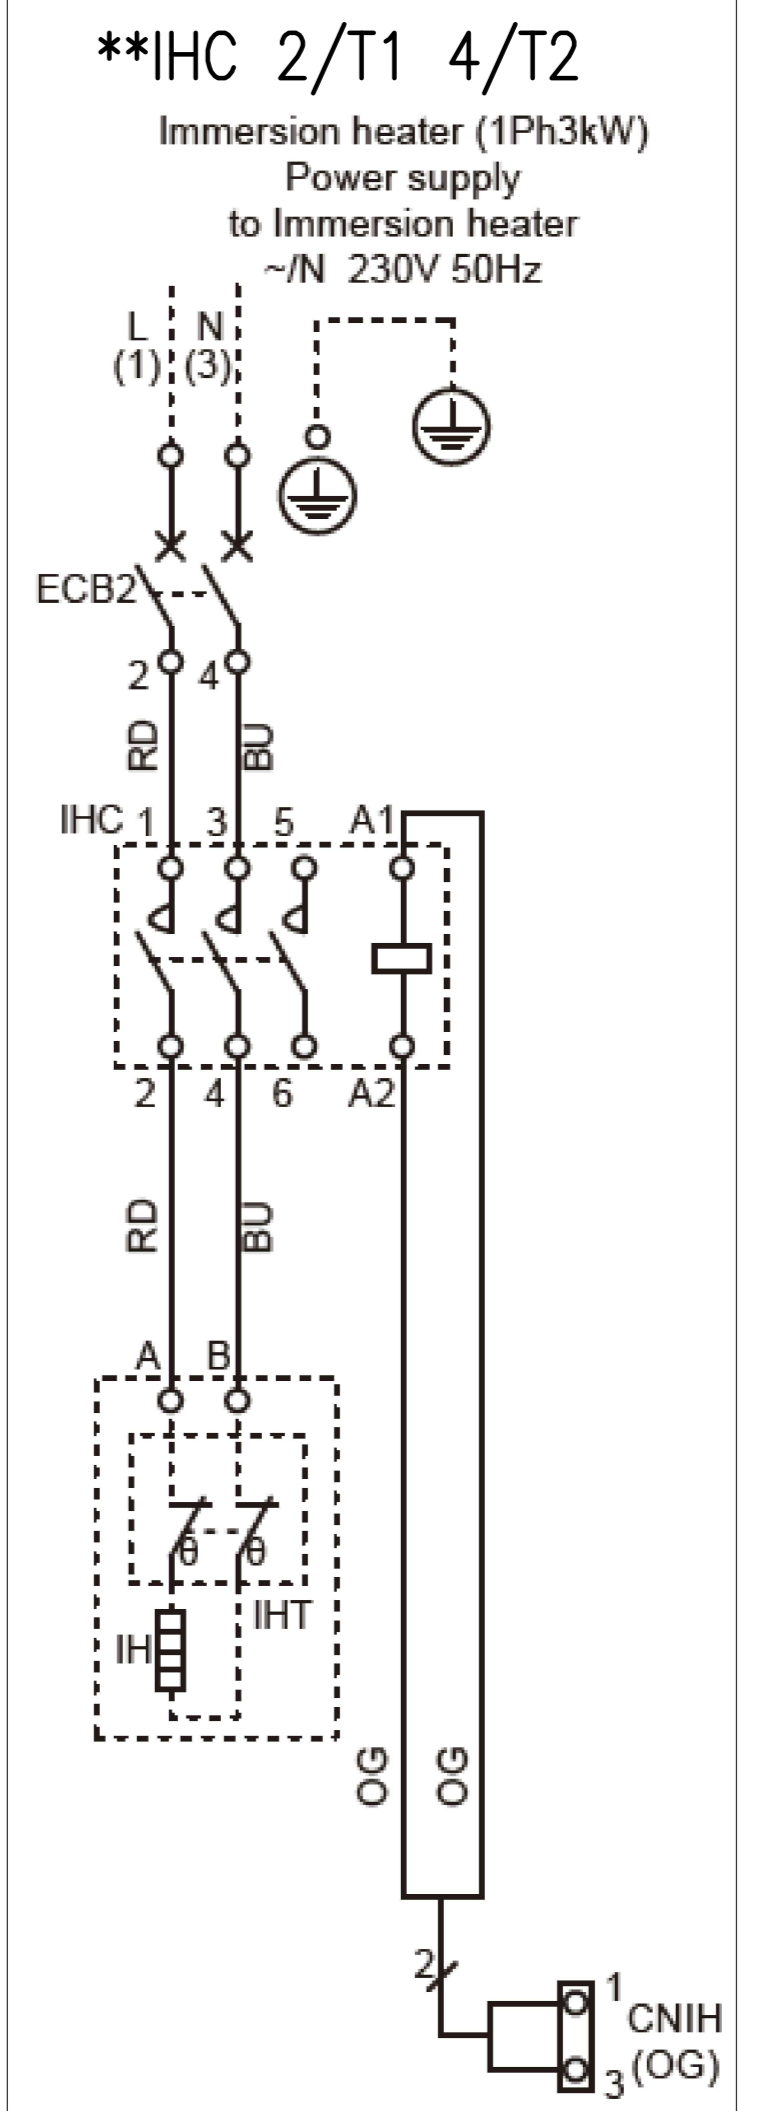 **IHC 2/T1 4/T2
Immersion heater (1Ph3kW)
Power supply
to Immersion heater
~/N 230V 50Hz
L N
(1) (3)
ECB2
2 4
RD BU
IHC 1 3 5 A1
2 4 6 A2
RD BU
A B
θ θ
IHT
IH
OG OG
2
1
CNIH
(OG)
3